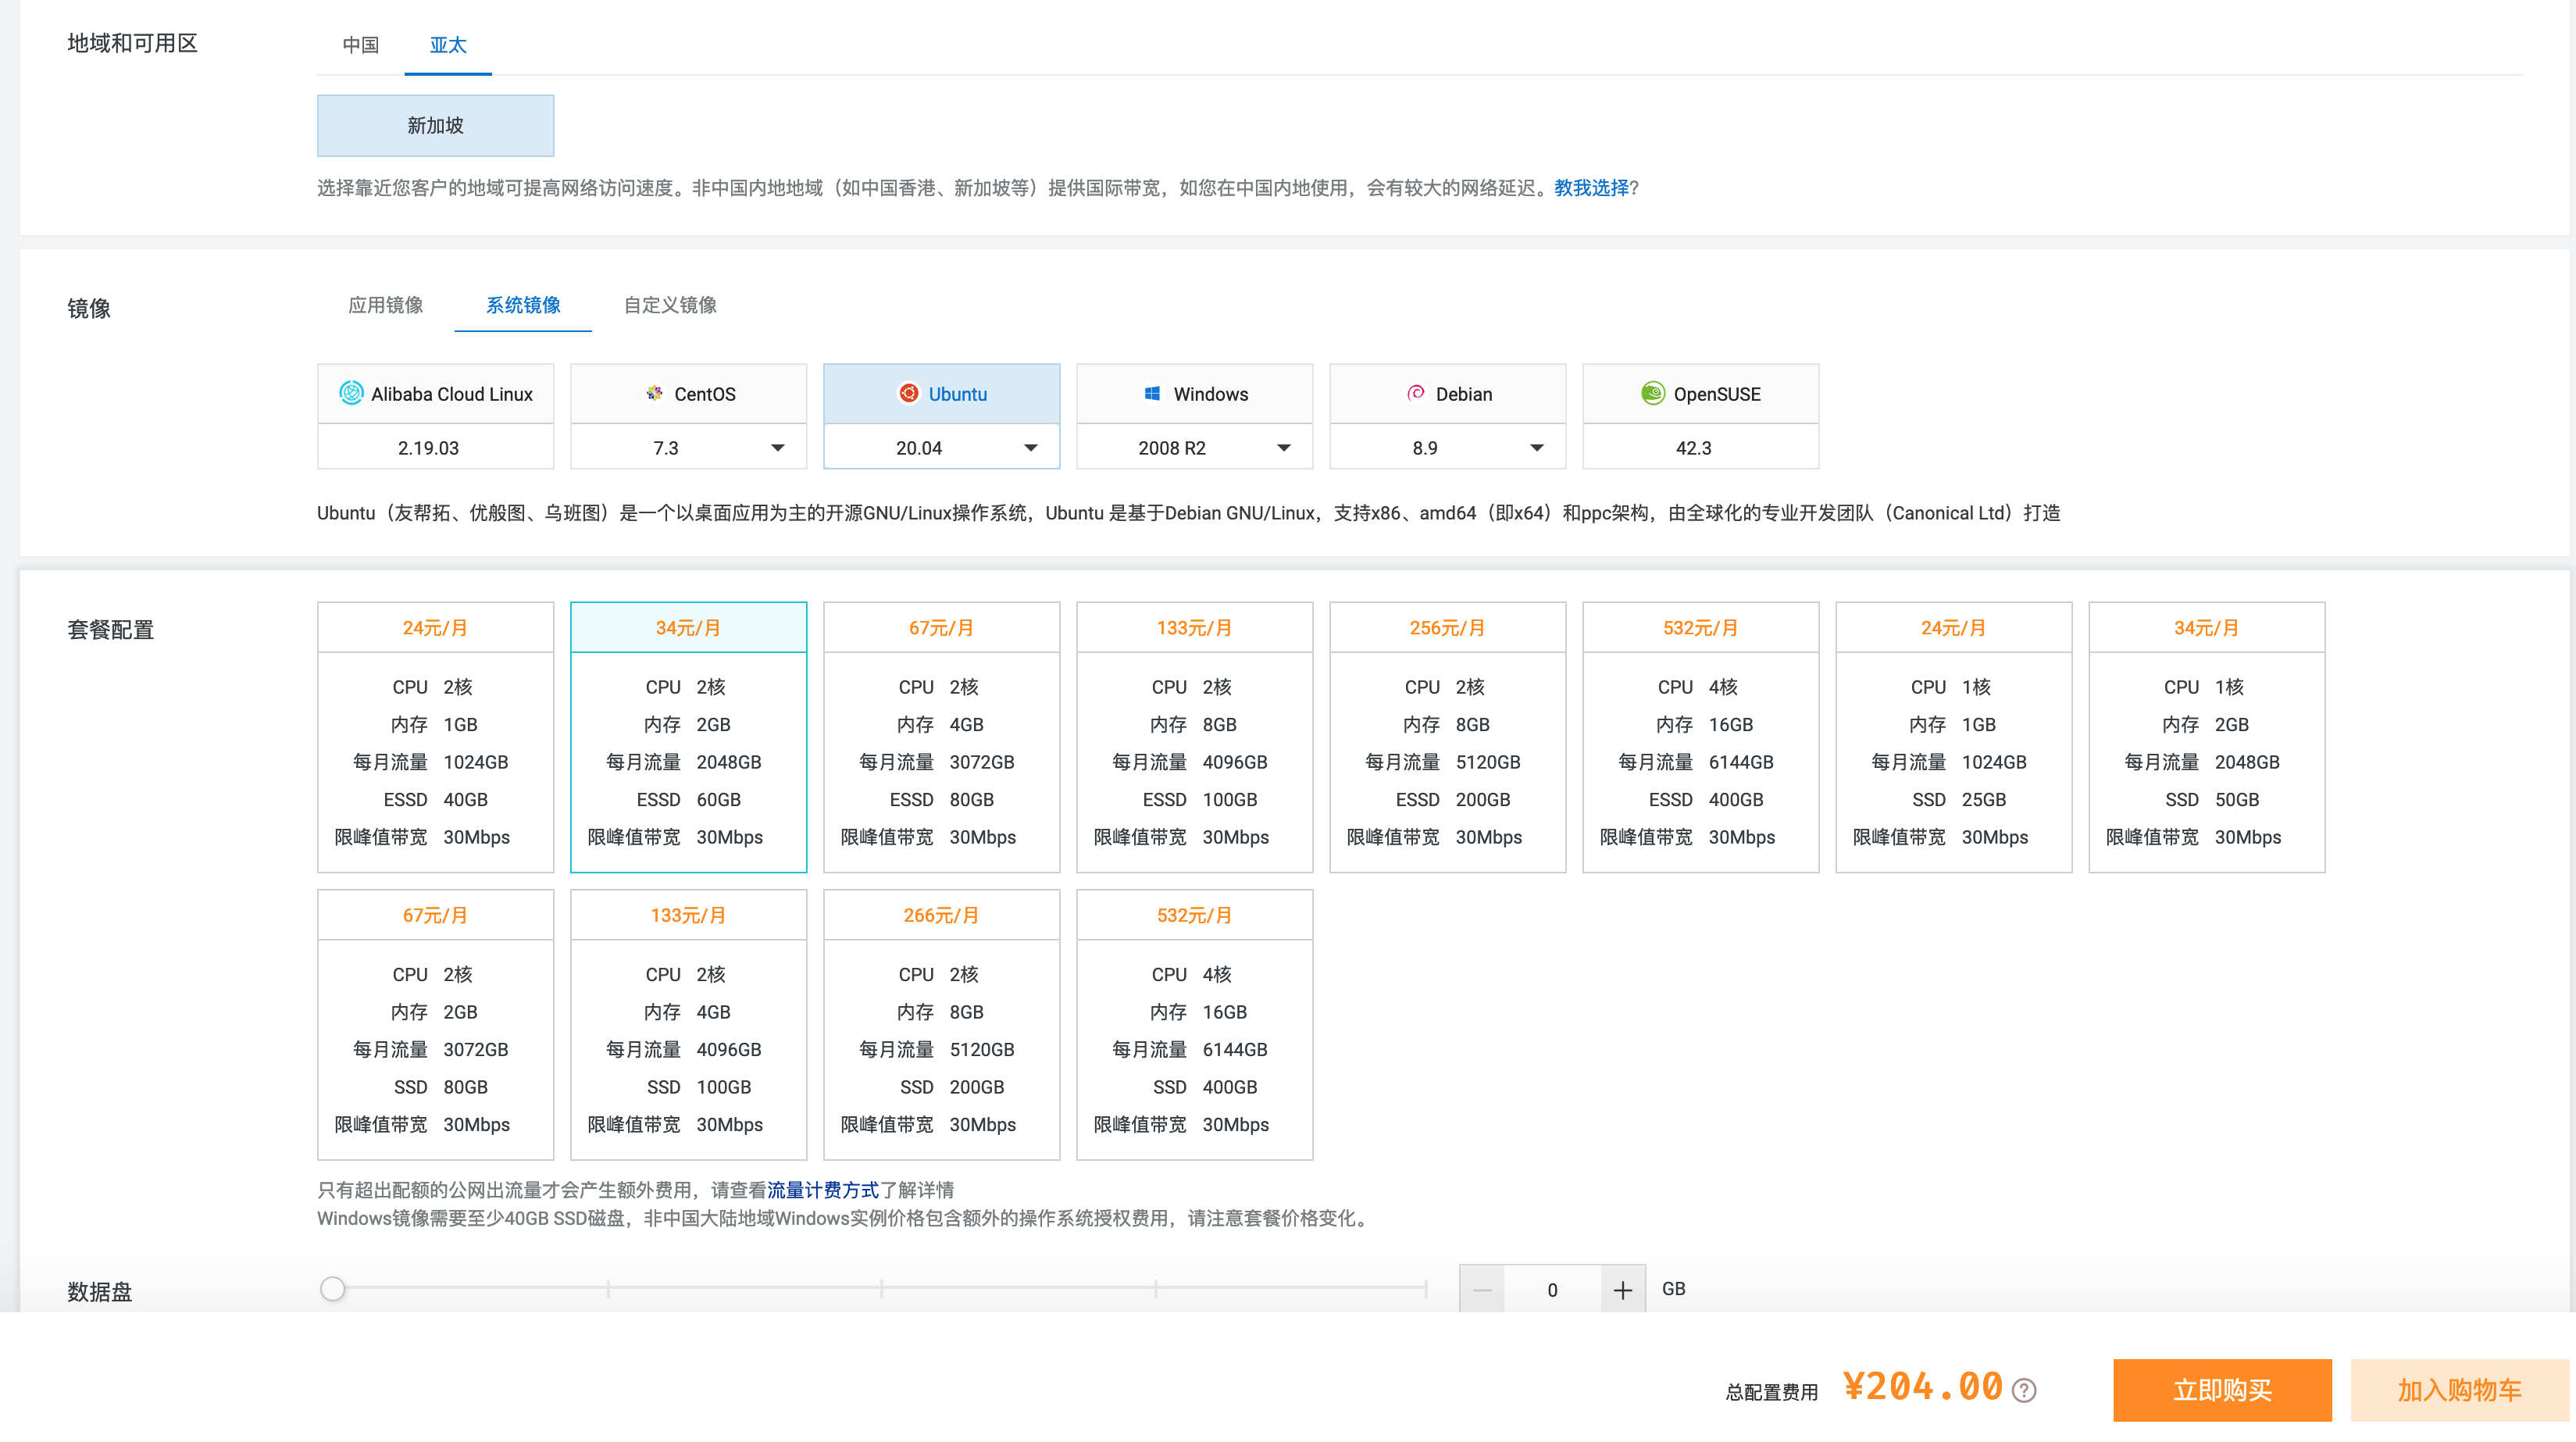 地域和可用区
中国 亚太
新加坡
选择靠近您客户的地域可提高网络访问速度。非中国内地地域（如中国香港、新加坡等）提供国际带宽，如您在中国内地使用，会有较大的网络延迟。教我选择?
镜像
应用镜像 系统镜像 自定义镜像
Alibaba Cloud Linux CentOS Ubuntu Windows Debian OpenSUSE
2.19.03 7.3 20.04 2008 R2 8.9 42.3
Ubuntu（友帮拓、优般图、乌班图）是一个以桌面应用为主的开源GNU/Linux操作系统，Ubuntu 是基于Debian GNU/Linux，支持x86、amd64（即x64）和ppc架构，由全球化的专业开发团队（Canonical Ltd）打造
套餐配置
24元/月 34元/月 67元/月 133元/月 256元/月 532元/月 24元/月 34元/月
CPU 2核 CPU 2核 CPU 2核 CPU 2核 CPU 2核 CPU 4核 CPU 1核 CPU 1核
内存 1GB 内存 2GB 内存 4GB 内存 8GB 内存 8GB 内存 16GB 内存 1GB 内存 2GB
每月流量 1024GB 每月流量 2048GB 每月流量 3072GB 每月流量 4096GB 每月流量 5120GB 每月流量 6144GB 每月流量 1024GB 每月流量 2048GB
ESSD 40GB ESSD 60GB ESSD 80GB ESSD 100GB ESSD 200GB ESSD 400GB SSD 25GB SSD 50GB
限峰值带宽 30Mbps 限峰值带宽 30Mbps 限峰值带宽 30Mbps 限峰值带宽 30Mbps 限峰值带宽 30Mbps 限峰值带宽 30Mbps 限峰值带宽 30Mbps 限峰值带宽 30Mbps
67元/月 133元/月 266元/月 532元/月
CPU 2核 CPU 2核 CPU 2核 CPU 4核
内存 2GB 内存 4GB 内存 8GB 内存 16GB
每月流量 3072GB 每月流量 4096GB 每月流量 5120GB 每月流量 6144GB
SSD 80GB SSD 100GB SSD 200GB SSD 400GB
限峰值带宽 30Mbps 限峰值带宽 30Mbps 限峰值带宽 30Mbps 限峰值带宽 30Mbps
只有超出配额的公网出流量才会产生额外费用，请查看流量计费方式了解详情
Windows镜像需要至少40GB SSD磁盘，非中国大陆地域Windows实例价格包含额外的操作系统授权费用，请注意套餐价格变化。
数据盘 — 0 + GB
总配置费用 ¥204.00 ? 立即购买 加入购物车